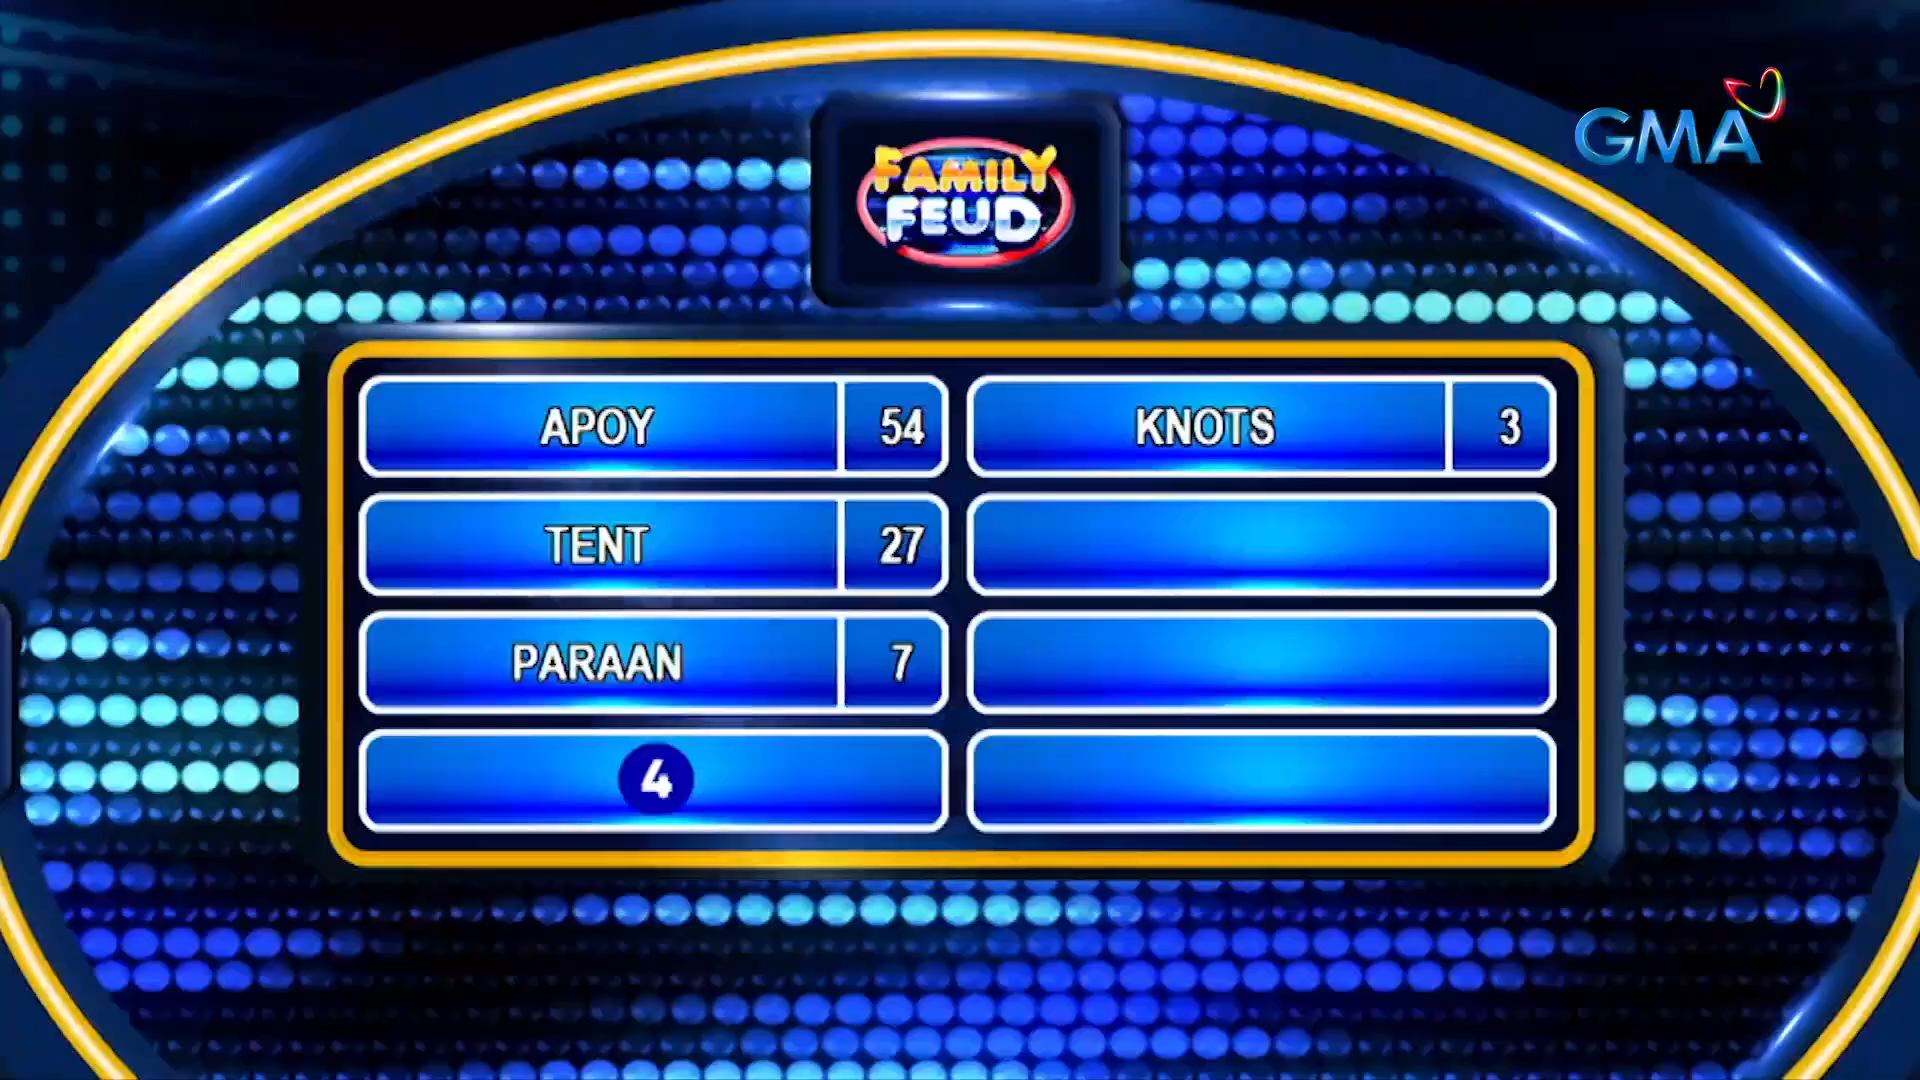 FAMILY
FEUD
GMA
APOY 54
TENT 27
PARAAN 7
4
KNOTS 3